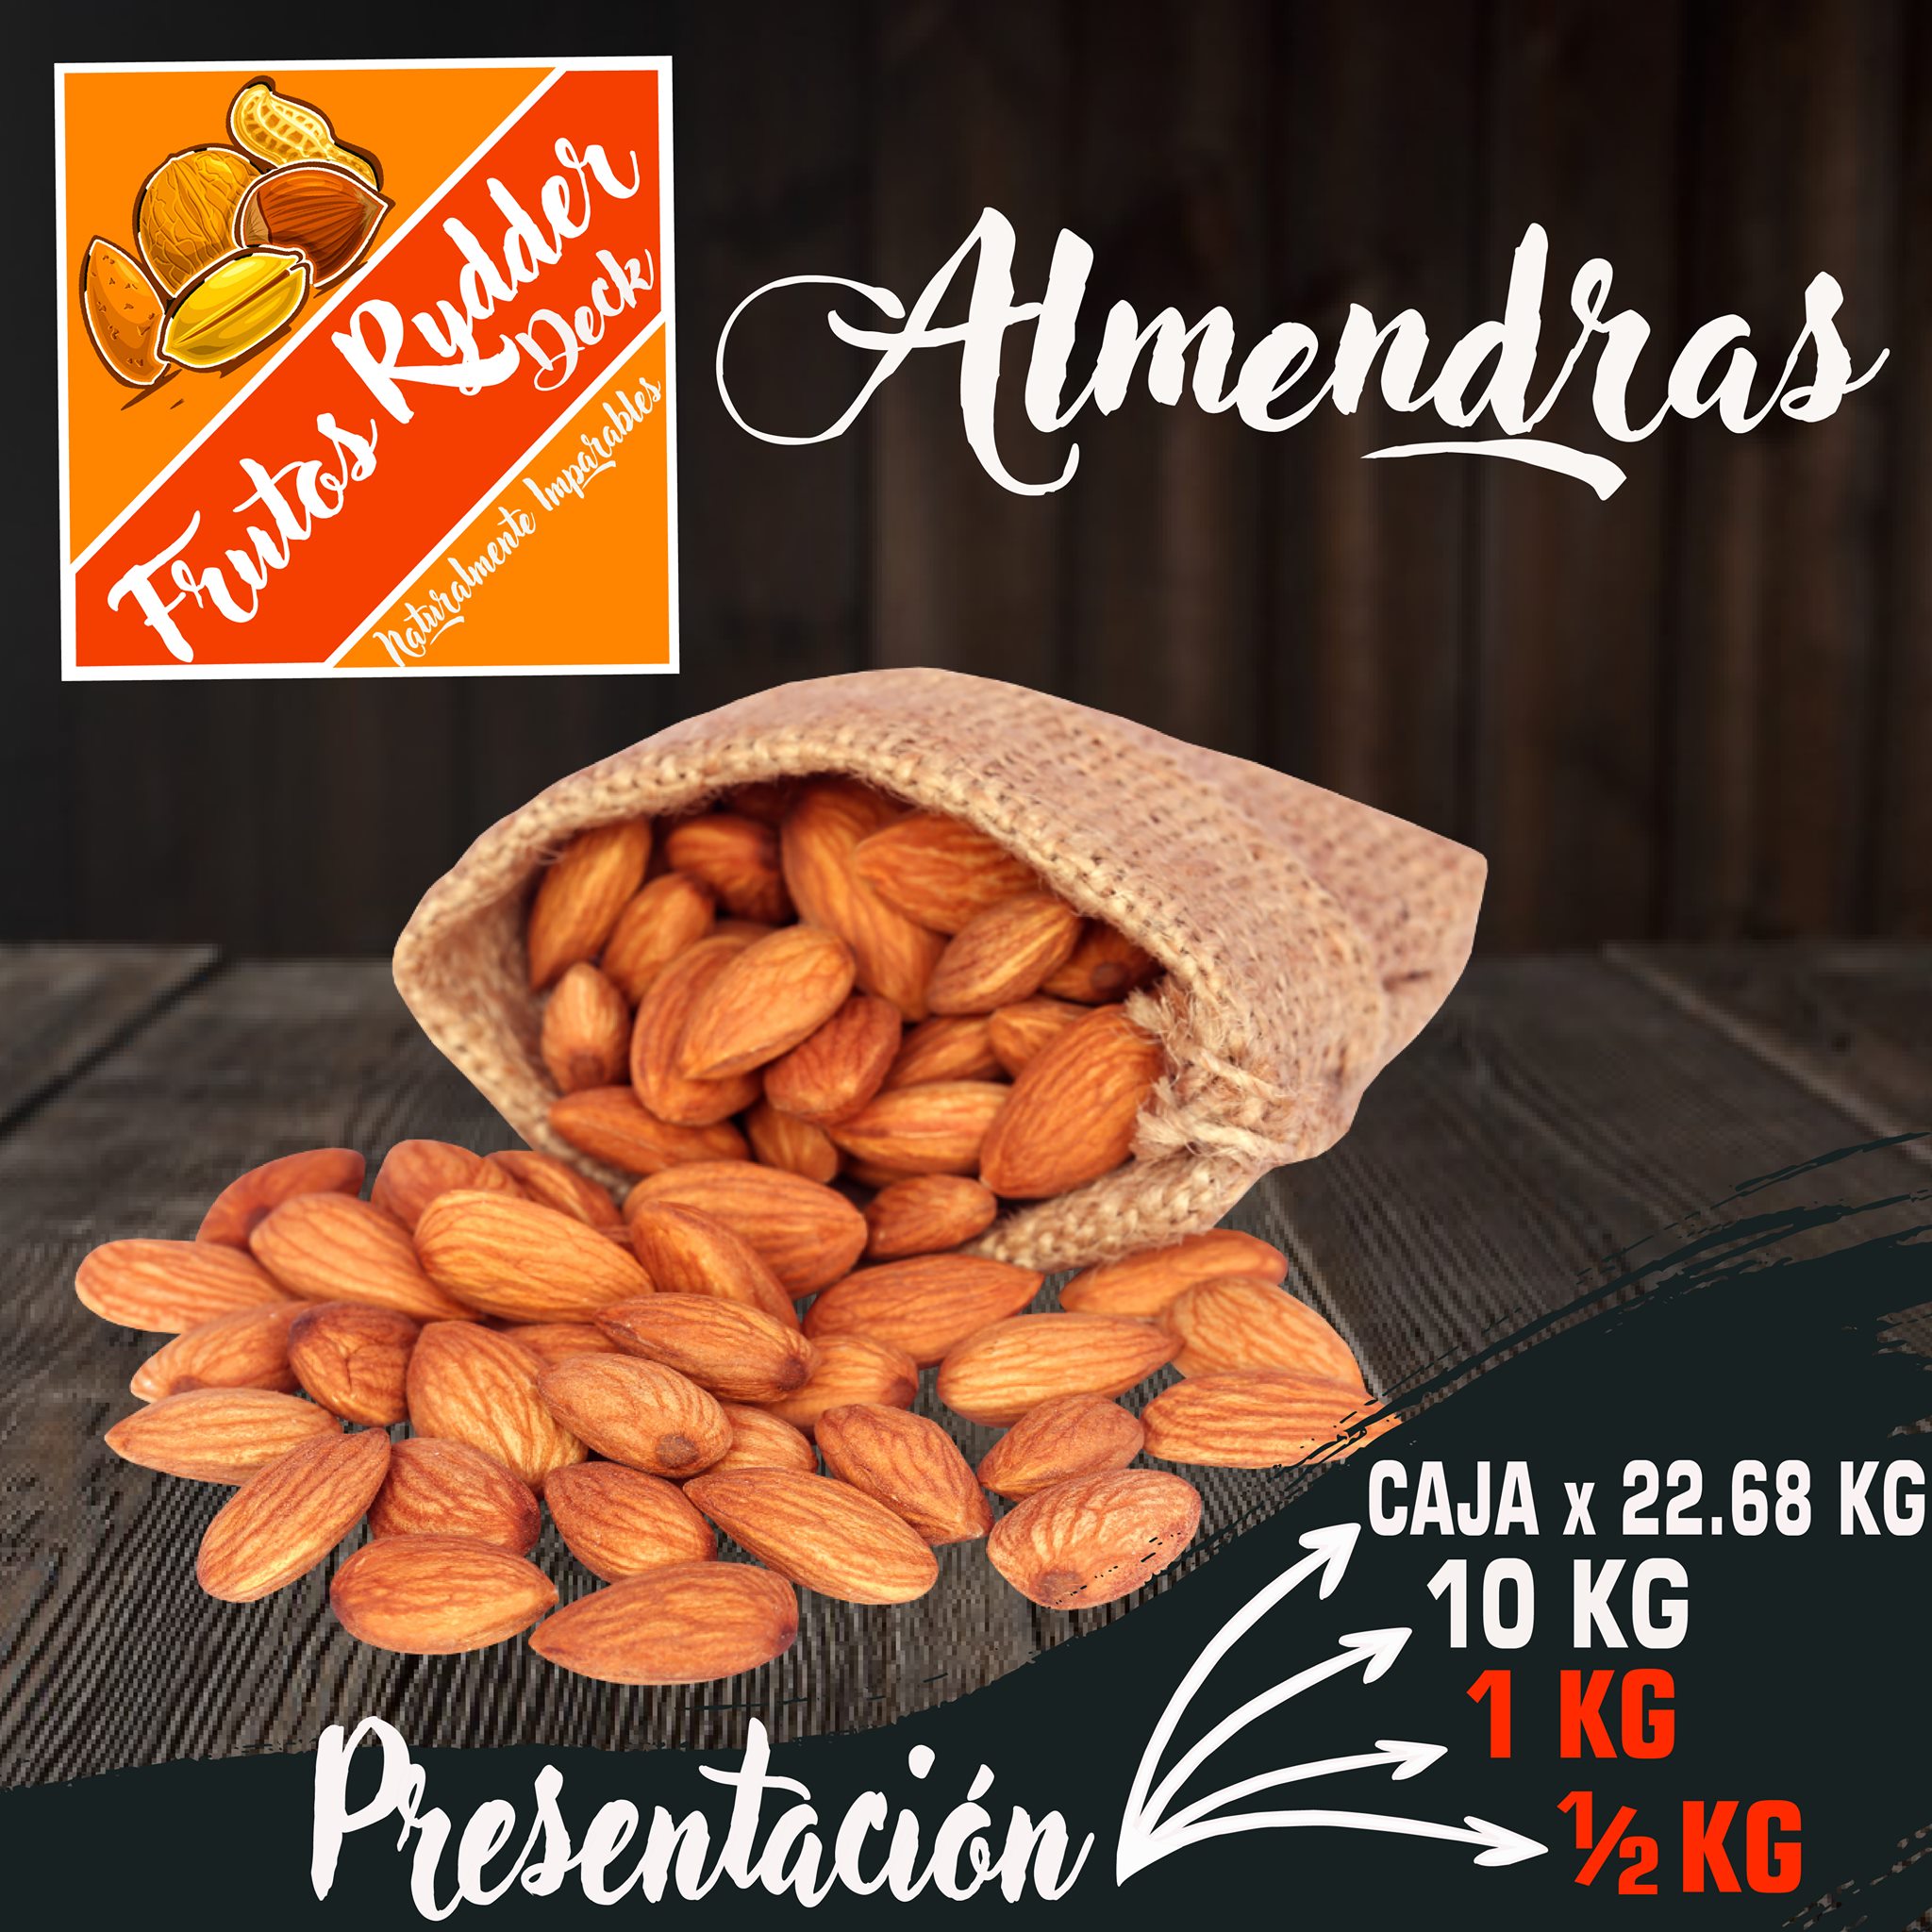 Frutos Rydder
Deck
Naturalmente Imparables
Almendras
CAJA x 22.68 KG
10 KG
1 KG
½ KG
Presentación